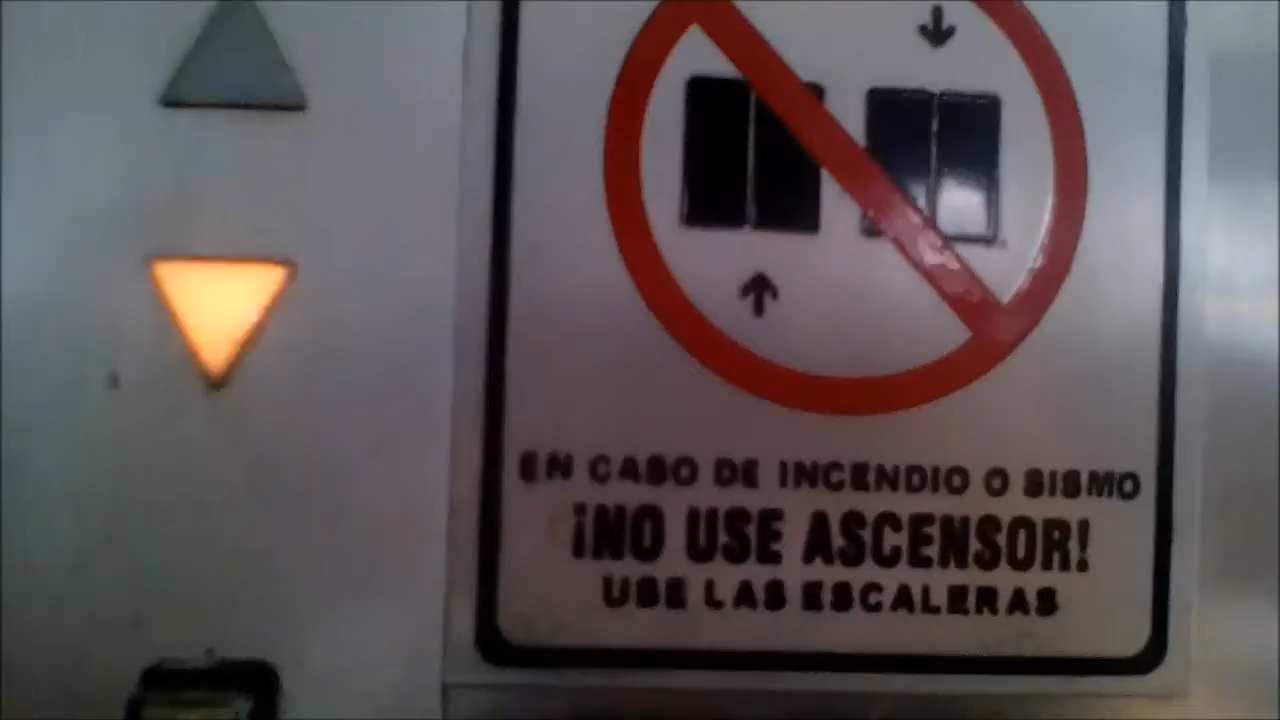 EN CASO DE INCENDIO O SISMO
¡NO USE ASCENSOR!
USE LAS ESCALERAS